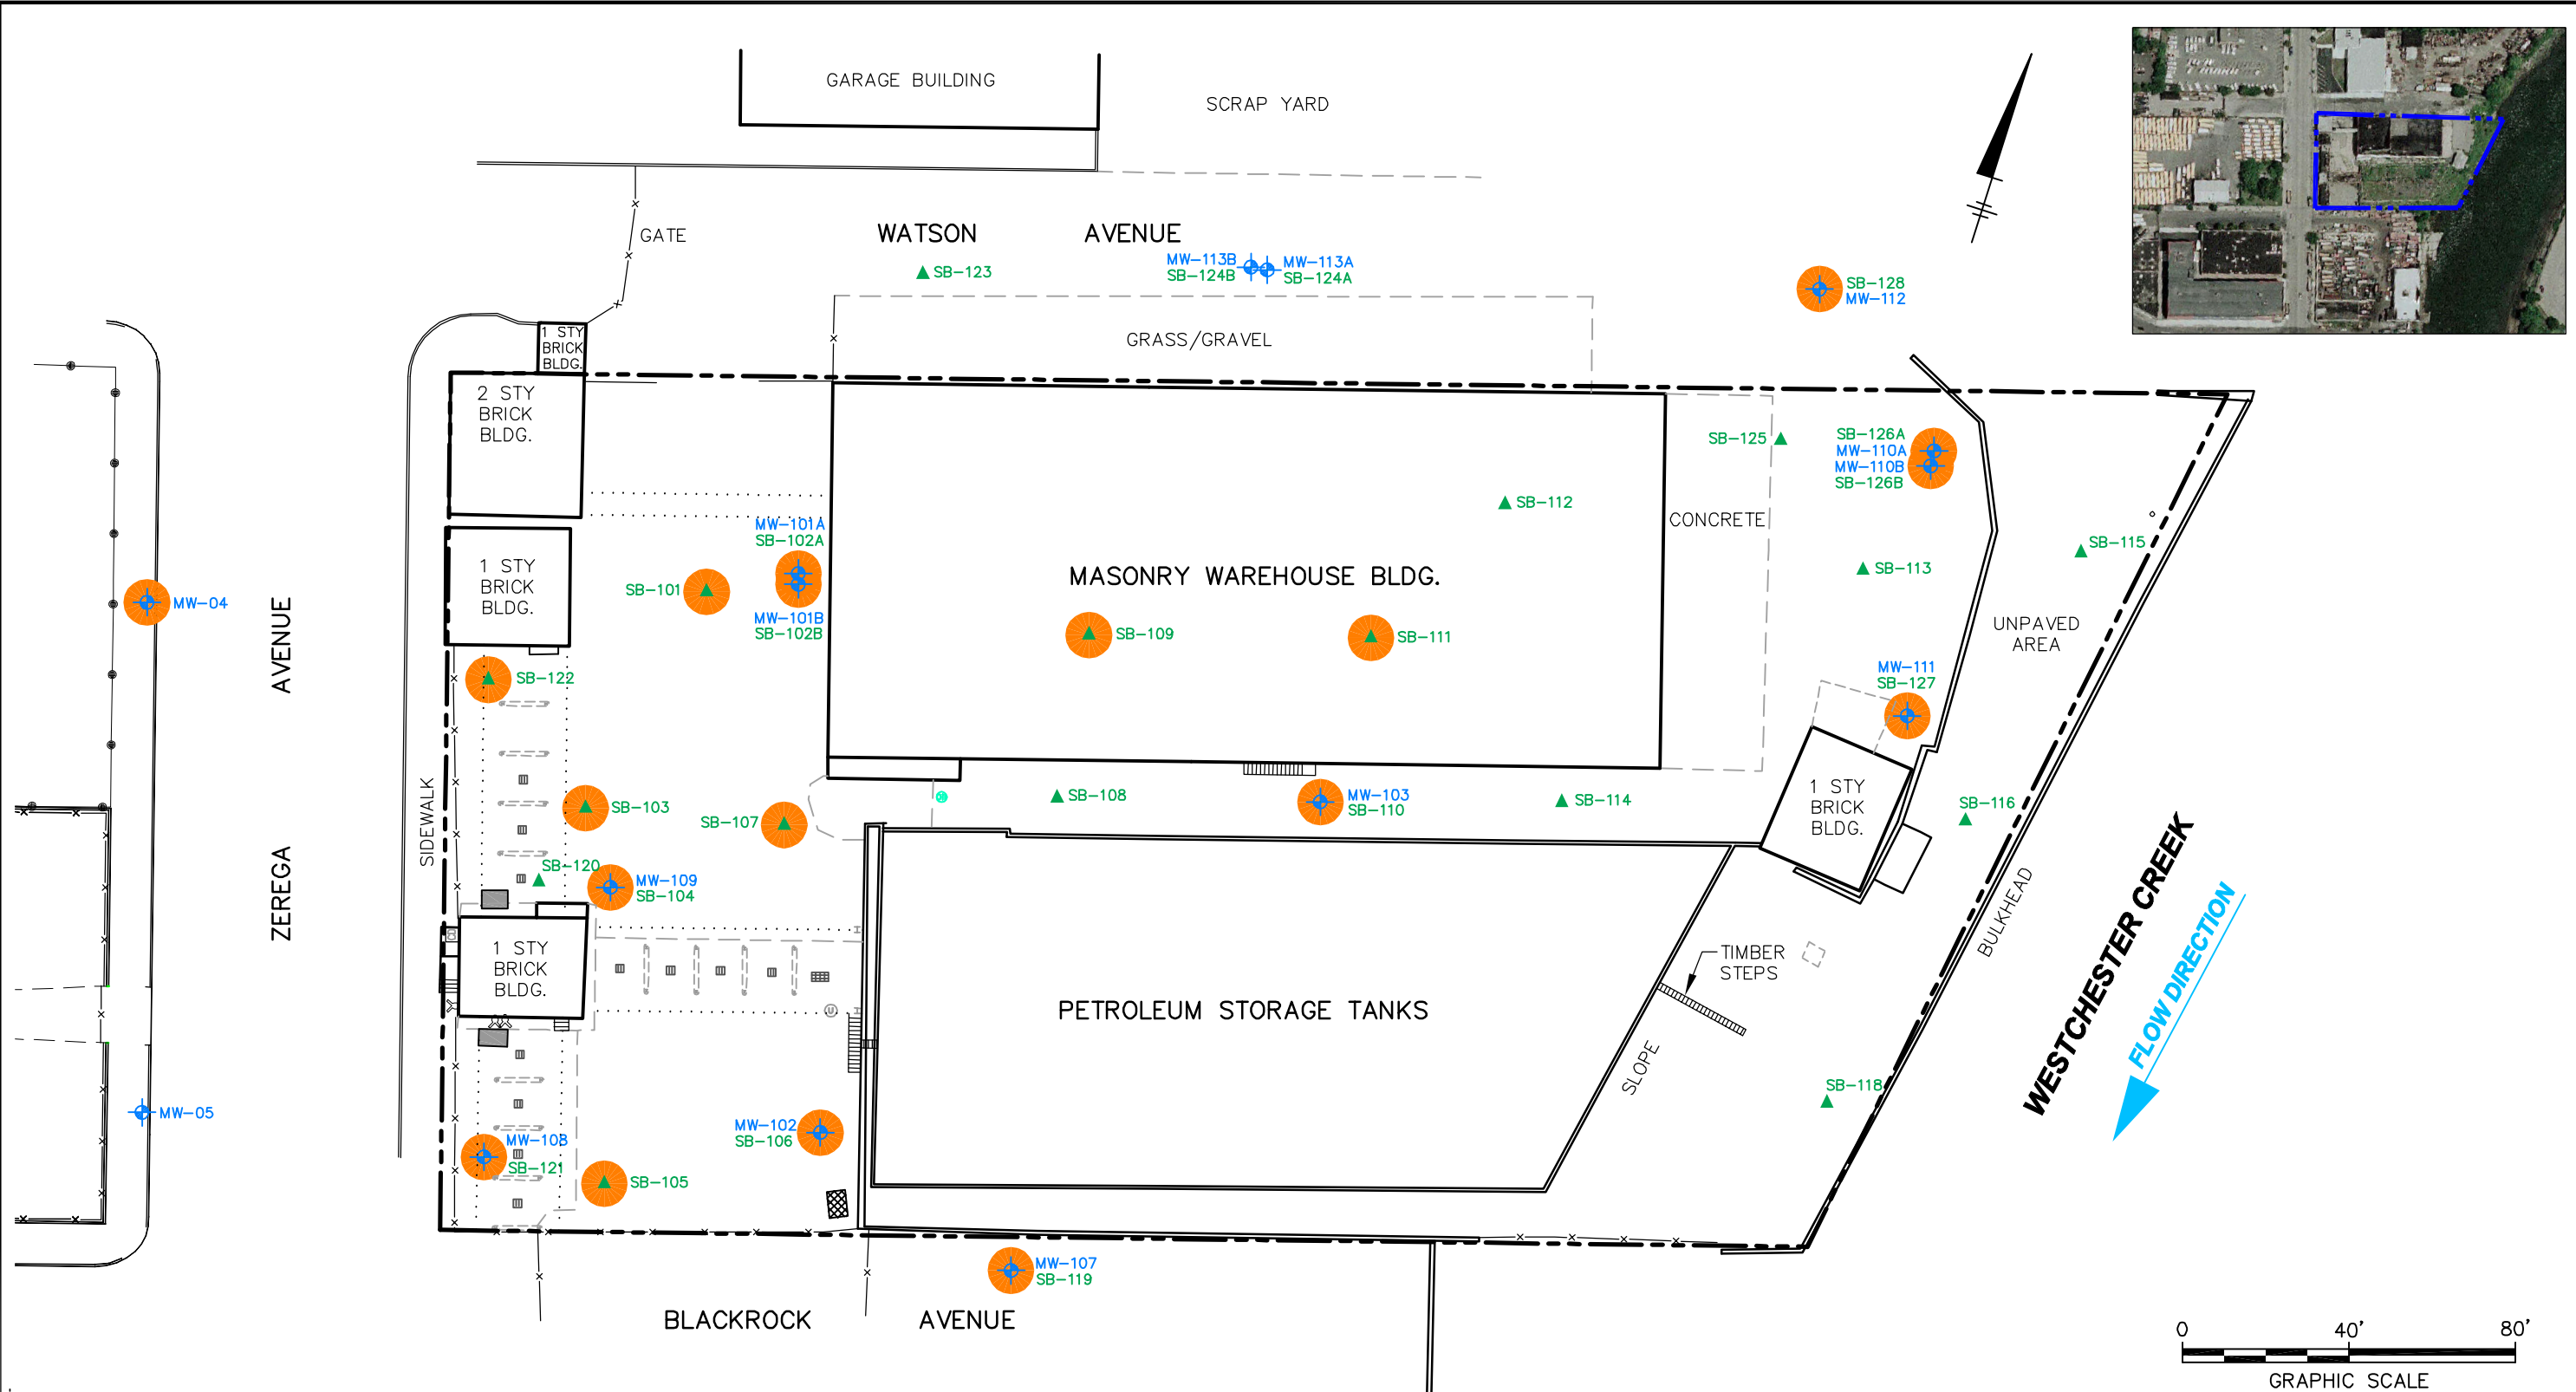 GARAGE BUILDING
SCRAP YARD
GATE
WATSON AVENUE
SB-123
MW-113B
SB-124B
MW-113A
SB-124A
SB-128
MW-112
GRASS/GRAVEL
1 STY
BRICK
BLDG.
2 STY
BRICK
BLDG.
SB-125
SB-126A
MW-110A
MW-110B
SB-126B
SB-112
CONCRETE
MW-101A
SB-102A
1 STY
BRICK
BLDG.
SB-101
MASONRY WAREHOUSE BLDG.
SB-113
SB-115
MW-04
MW-101B
SB-102B
SB-109
SB-111
UNPAVED
AREA
ZEREGA AVENUE
SB-122
MW-111
SB-127
SIDEWALK
SB-103
SB-107
SB-108
MW-103
SB-110
SB-114
1 STY
BRICK
BLDG.
SB-116
SB-120
MW-109
SB-104
1 STY
BRICK
BLDG.
TIMBER
STEPS
BULKHEAD
WESTCHESTER CREEK
FLOW DIRECTION
PETROLEUM STORAGE TANKS
SLOPE
SB-118
MW-05
MW-102
SB-106
MW-108
SB-121
SB-105
MW-107
SB-119
BLACKROCK AVENUE
0 40' 80'
GRAPHIC SCALE